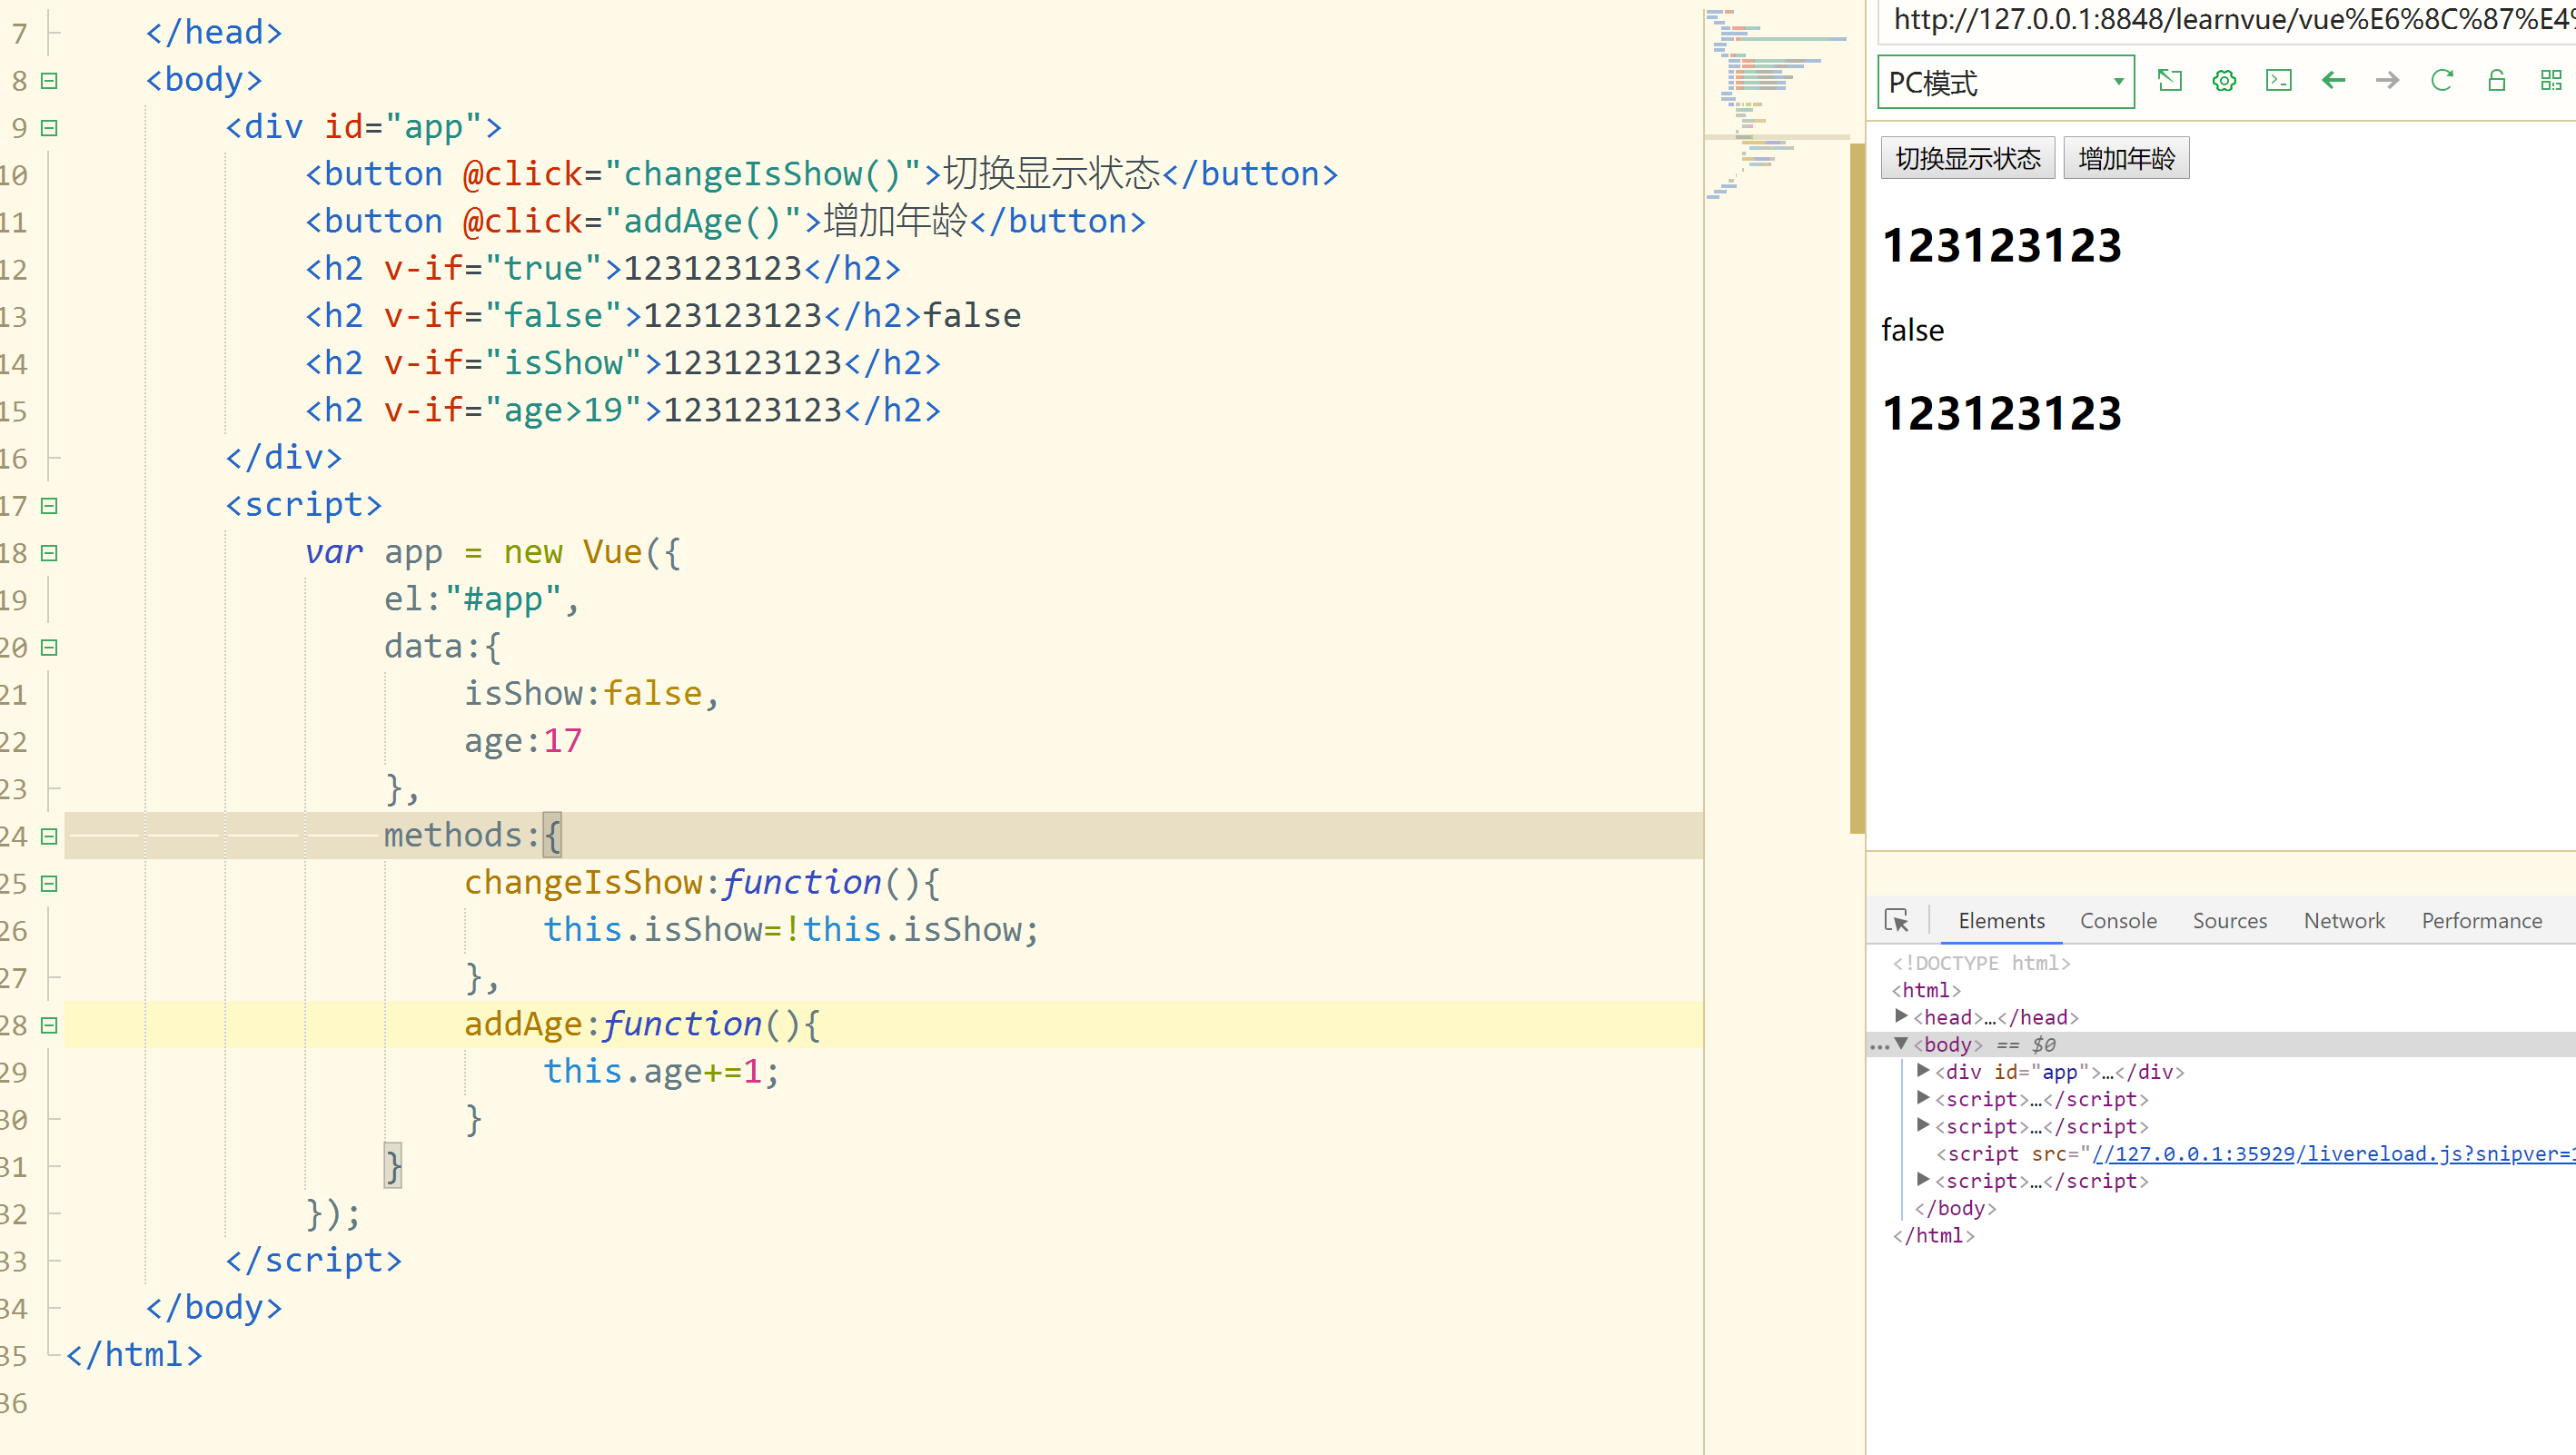 7 </head>
8 <body>
9 <div id="app">
10 <button @click="changeIsShow()">切换显示状态</button>
11 <button @click="addAge()">增加年龄</button>
12 <h2 v-if="true">123123123</h2>
13 <h2 v-if="false">123123123</h2>false
14 <h2 v-if="isShow">123123123</h2>
15 <h2 v-if="age>19">123123123</h2>
16 </div>
17 <script>
18 var app = new Vue({
19 el:"#app",
20 data:{
21 isShow:false,
22 age:17
23 },
24 methods:{
25 changeIsShow:function(){
26 this.isShow=!this.isShow;
27 },
28 addAge:function(){
29 this.age+=1;
30 }
31 }
32 });
33 </script>
34 </body>
35 </html>
36
http://127.0.0.1:8848/learnvue/vue%E6%8C%87%E4%
PC模式
切换显示状态 增加年龄
123123123
false
123123123
Elements Console Sources Network Performance
<!DOCTYPE html>
<html>
<head>…</head>
<body> == $0
<div id="app">…</div>
<script>…</script>
<script>…</script>
<script src="//127.0.0.1:35929/livereload.js?snipver=1
<script>…</script>
</body>
</html>